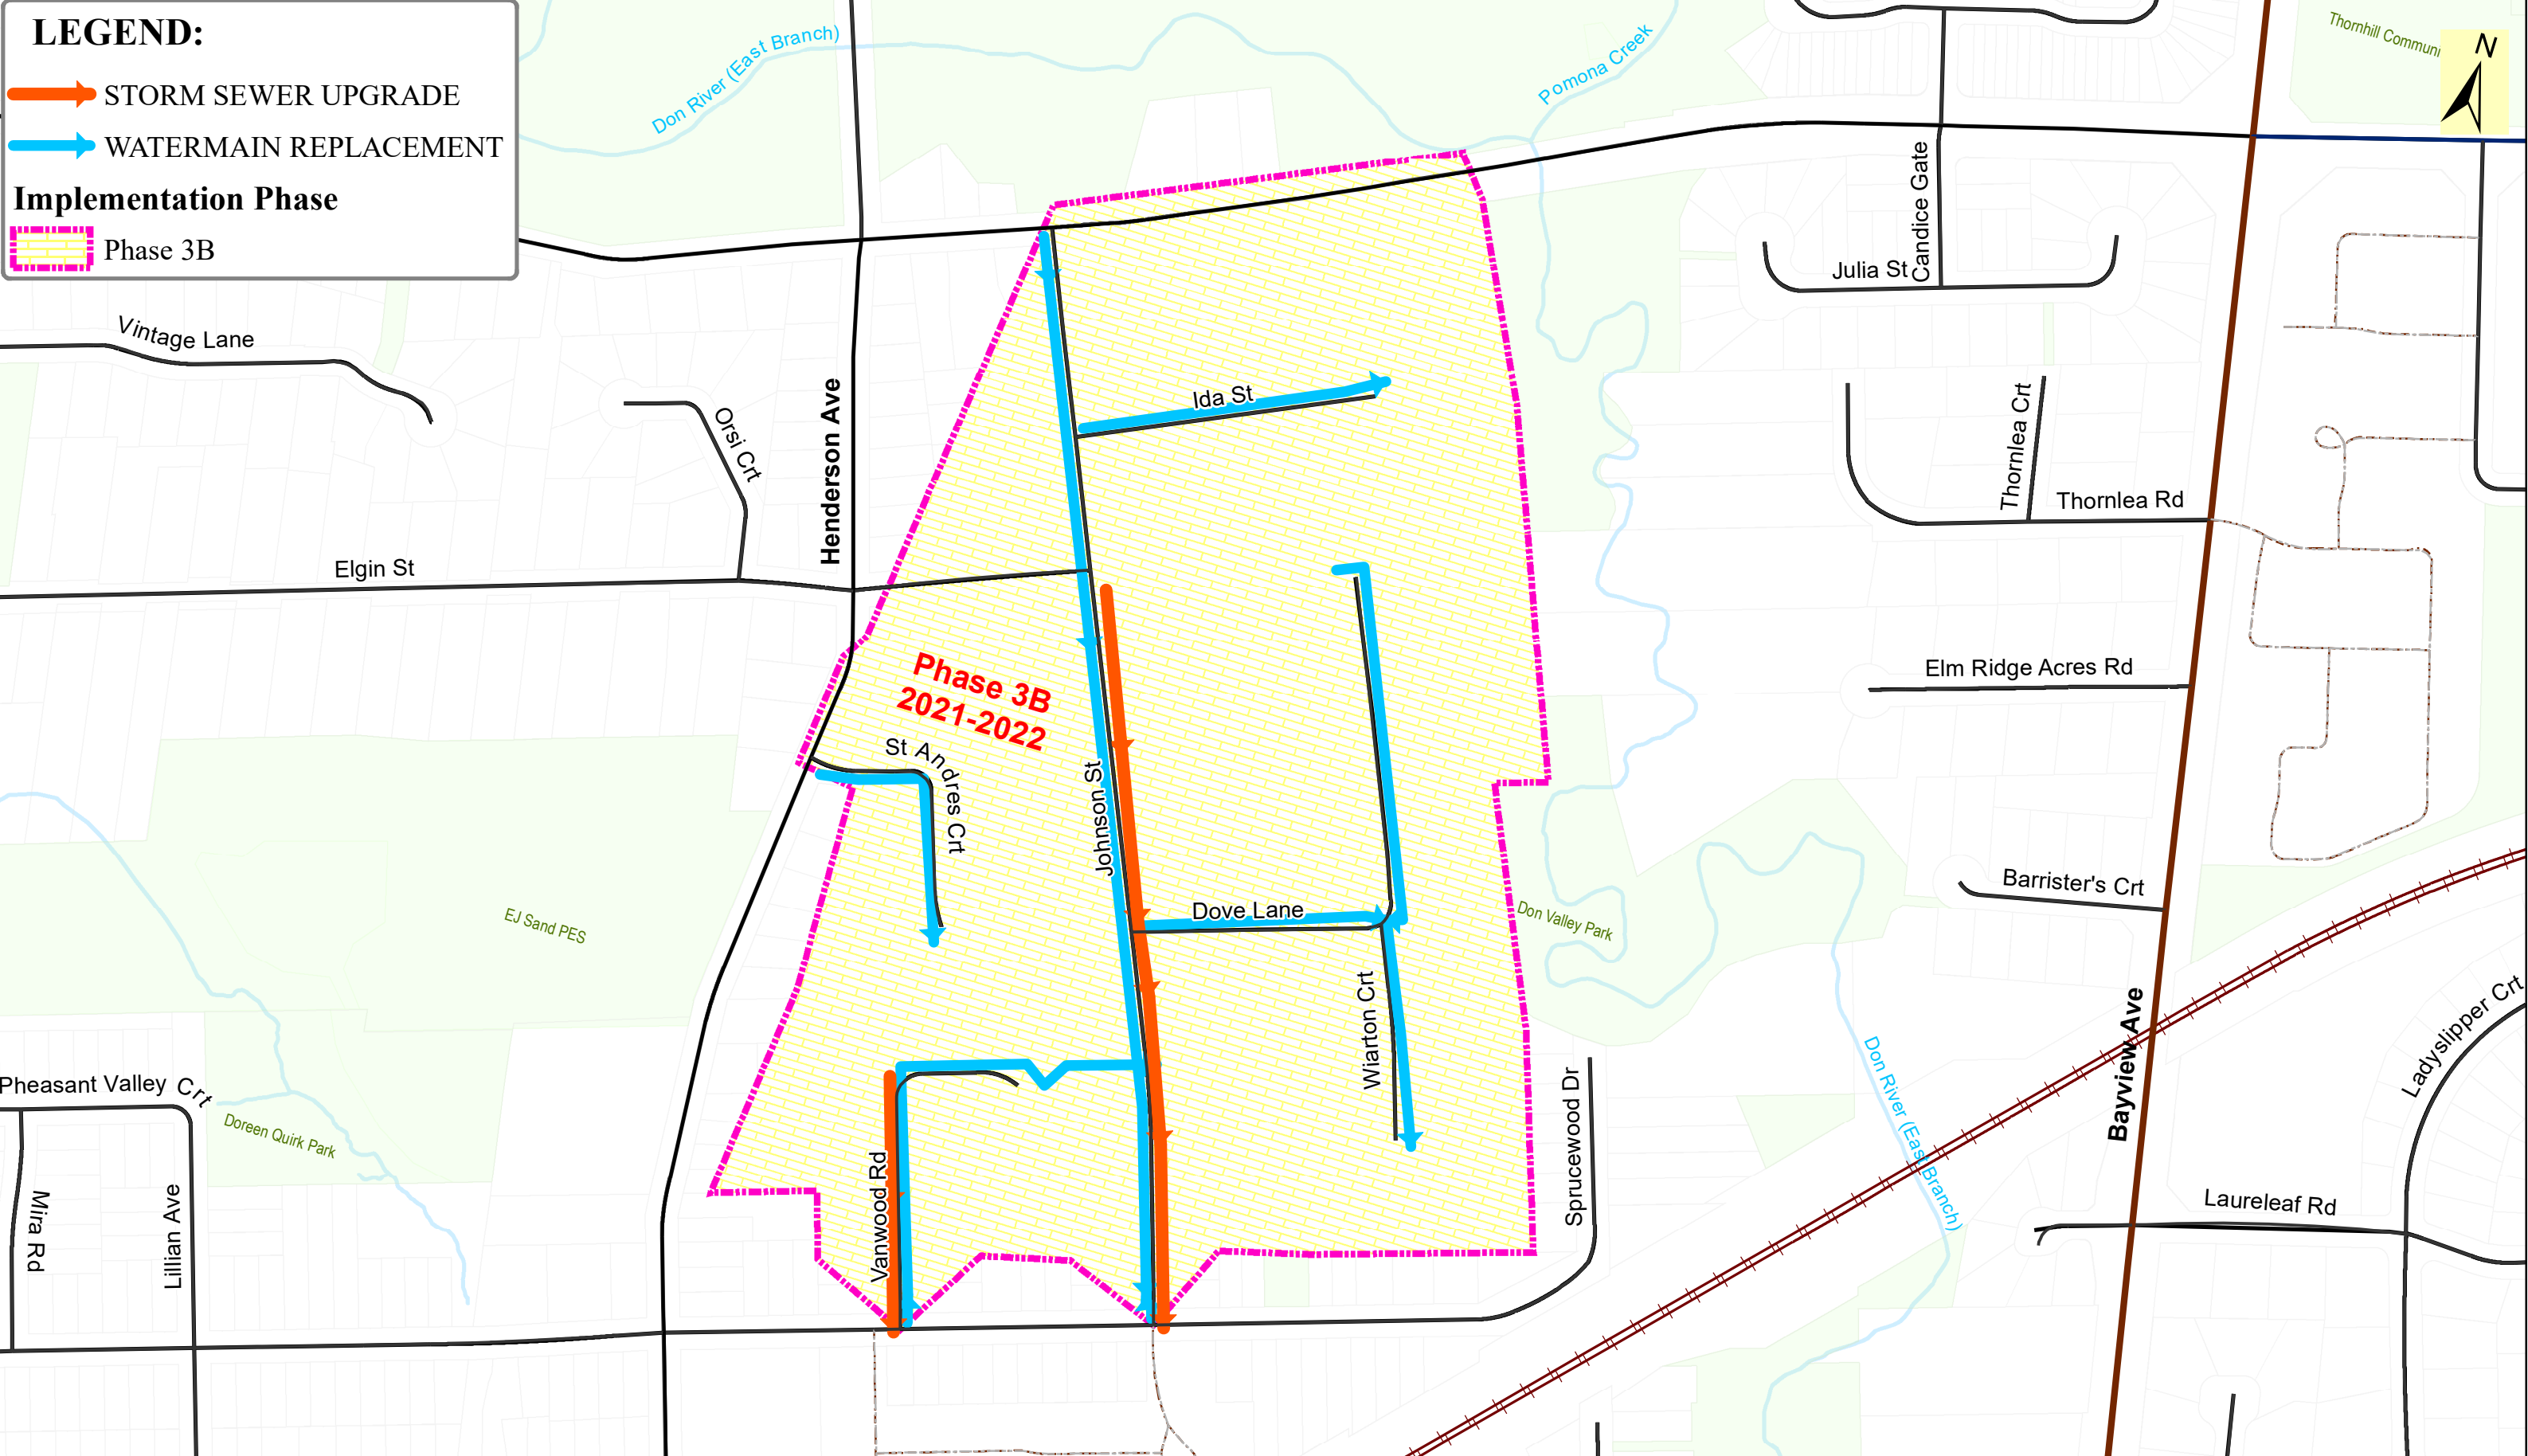 LEGEND:
STORM SEWER UPGRADE
WATERMAIN REPLACEMENT
Implementation Phase
Phase 3B
Don River (East Branch)
Pomona Creek
Thornhill Communi
N
Candice Gate
Julia St
Vintage Lane
Orsi Crt
Henderson Ave
Ida St
Thornlea Crt
Thornlea Rd
Elgin St
Phase 3B
2021-2022
Elm Ridge Acres Rd
St Andres Crt
Johnson St
Barrister's Crt
EJ Sand PES
Dove Lane
Don Valley Park
Wiarton Crt
Bayview Ave
Ladyslipper Crt
Don River (East Branch)
Pheasant Valley Crt
Doreen Quirk Park
Sprucewood Dr
Vanwood Rd
Mira Rd
Lillian Ave
Laureleaf Rd